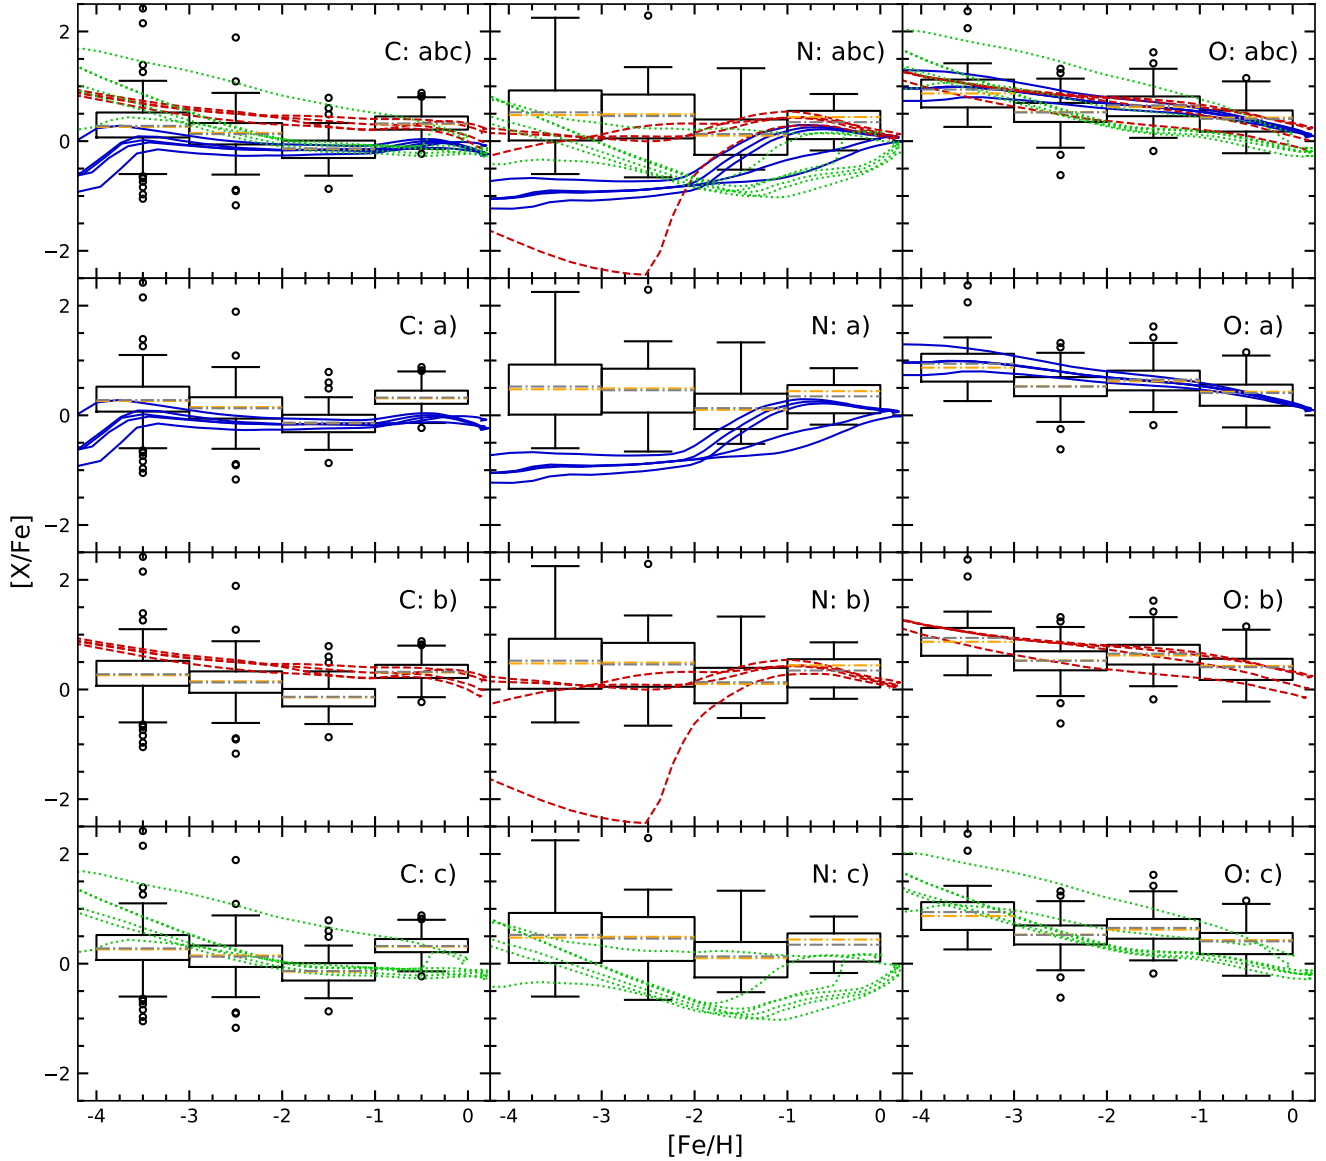 C: abc)
N: abc)
O: abc)
2
0
−2
C: a)
N: a)
O: a)
2
0
−2
[X/Fe]
C: b)
N: b)
O: b)
2
0
−2
C: c)
N: c)
O: c)
2
0
−2
-4 -3 -2 -1 0 -4 -3 -2 -1 0 -4 -3 -2 -1 0
[Fe/H]